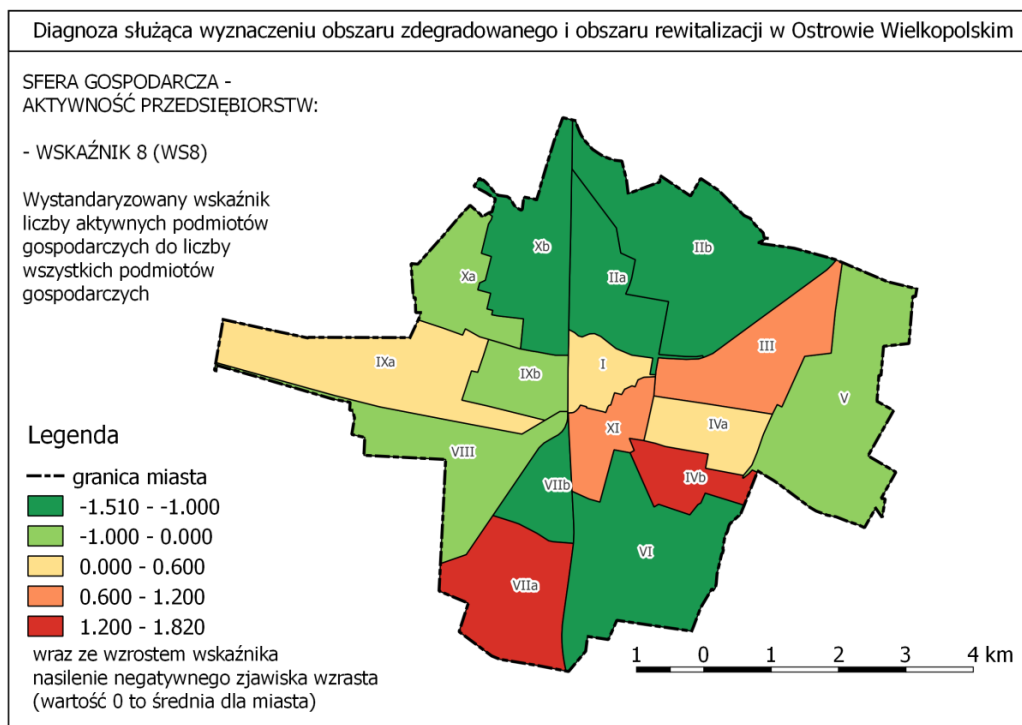 Diagnoza służąca wyznaczeniu obszaru zdegradowanego i obszaru rewitalizacji w Ostrowie Wielkopolskim
SFERA GOSPODARCZA -
AKTYWNOŚĆ PRZEDSIĘBIORSTW:
- WSKAŹNIK 8 (WS8)
Wystandaryzowany wskaźnik
liczby aktywnych podmiotów
gospodarczych do liczby
wszystkich podmiotów
gospodarczych
Xb
IIb
IIa
Xa
III
IXa
I
IXb
V
IVa
XI
VIII
IVb
VIIb
VI
VIIa
Legenda
granica miasta
-1.510 - -1.000
-1.000 - 0.000
0.000 - 0.600
0.600 - 1.200
1.200 - 1.820
wraz ze wzrostem wskaźnika
nasilenie negatywnego zjawiska wzrasta
(wartość 0 to średnia dla miasta)
1 0 1 2 3 4 km